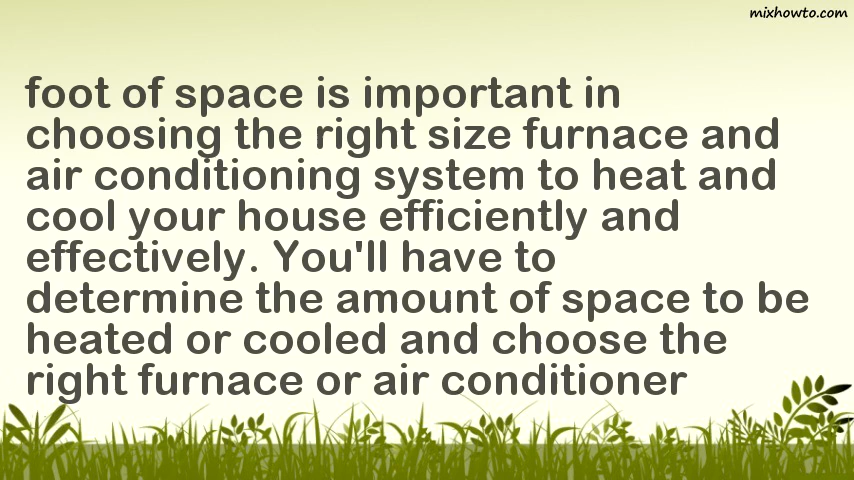 mixhowto.com
foot of space is important in
choosing the right size furnace and
air conditioning system to heat and
cool your house efficiently and
effectively. You'll have to
determine the amount of space to be
heated or cooled and choose the
right furnace or air conditioner